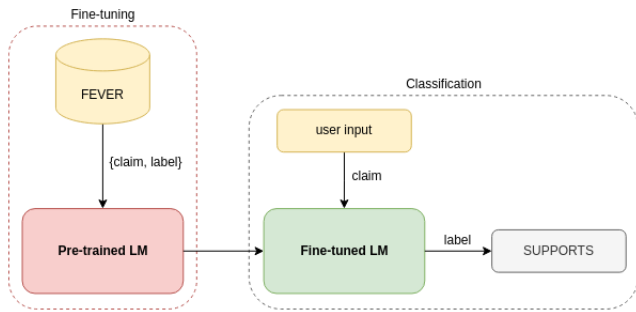 Fine-tuning
FEVER
{claim, label}
Pre-trained LM
Classification
user input
claim
Fine-tuned LM
label
SUPPORTS